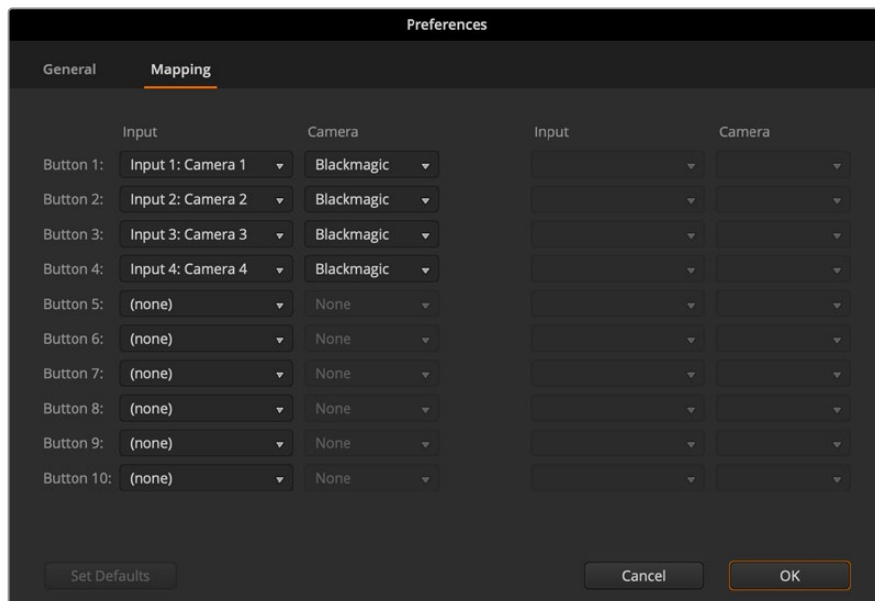 Preferences
General Mapping
Input Camera Input Camera
Button 1: Input 1: Camera 1 Blackmagic
Button 2: Input 2: Camera 2 Blackmagic
Button 3: Input 3: Camera 3 Blackmagic
Button 4: Input 4: Camera 4 Blackmagic
Button 5: (none) None
Button 6: (none) None
Button 7: (none) None
Button 8: (none) None
Button 9: (none) None
Button 10: (none) None
Set Defaults Cancel OK